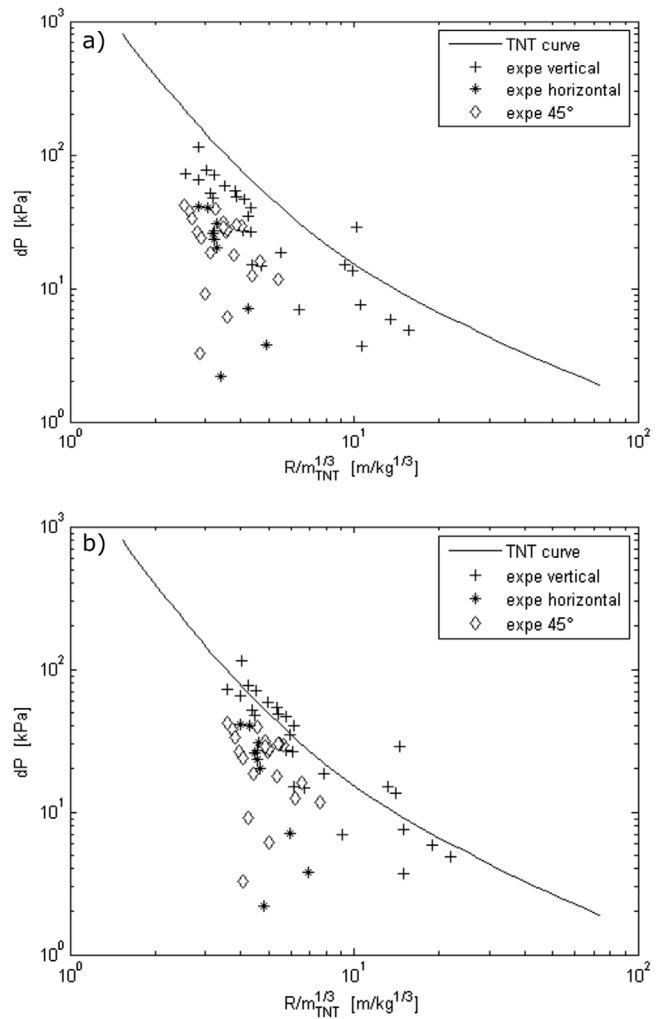 a)
10³
10²
10¹
10⁰
dP [kPa]
TNT curve
expe vertical
expe horizontal
expe 45°
10⁰ 10¹ 10²
R/m_TNT^1/3 [m/kg^1/3]
b)
10³
10²
10¹
10⁰
dP [kPa]
TNT curve
expe vertical
expe horizontal
expe 45°
10⁰ 10¹ 10²
R/m_TNT^1/3 [m/kg^1/3]